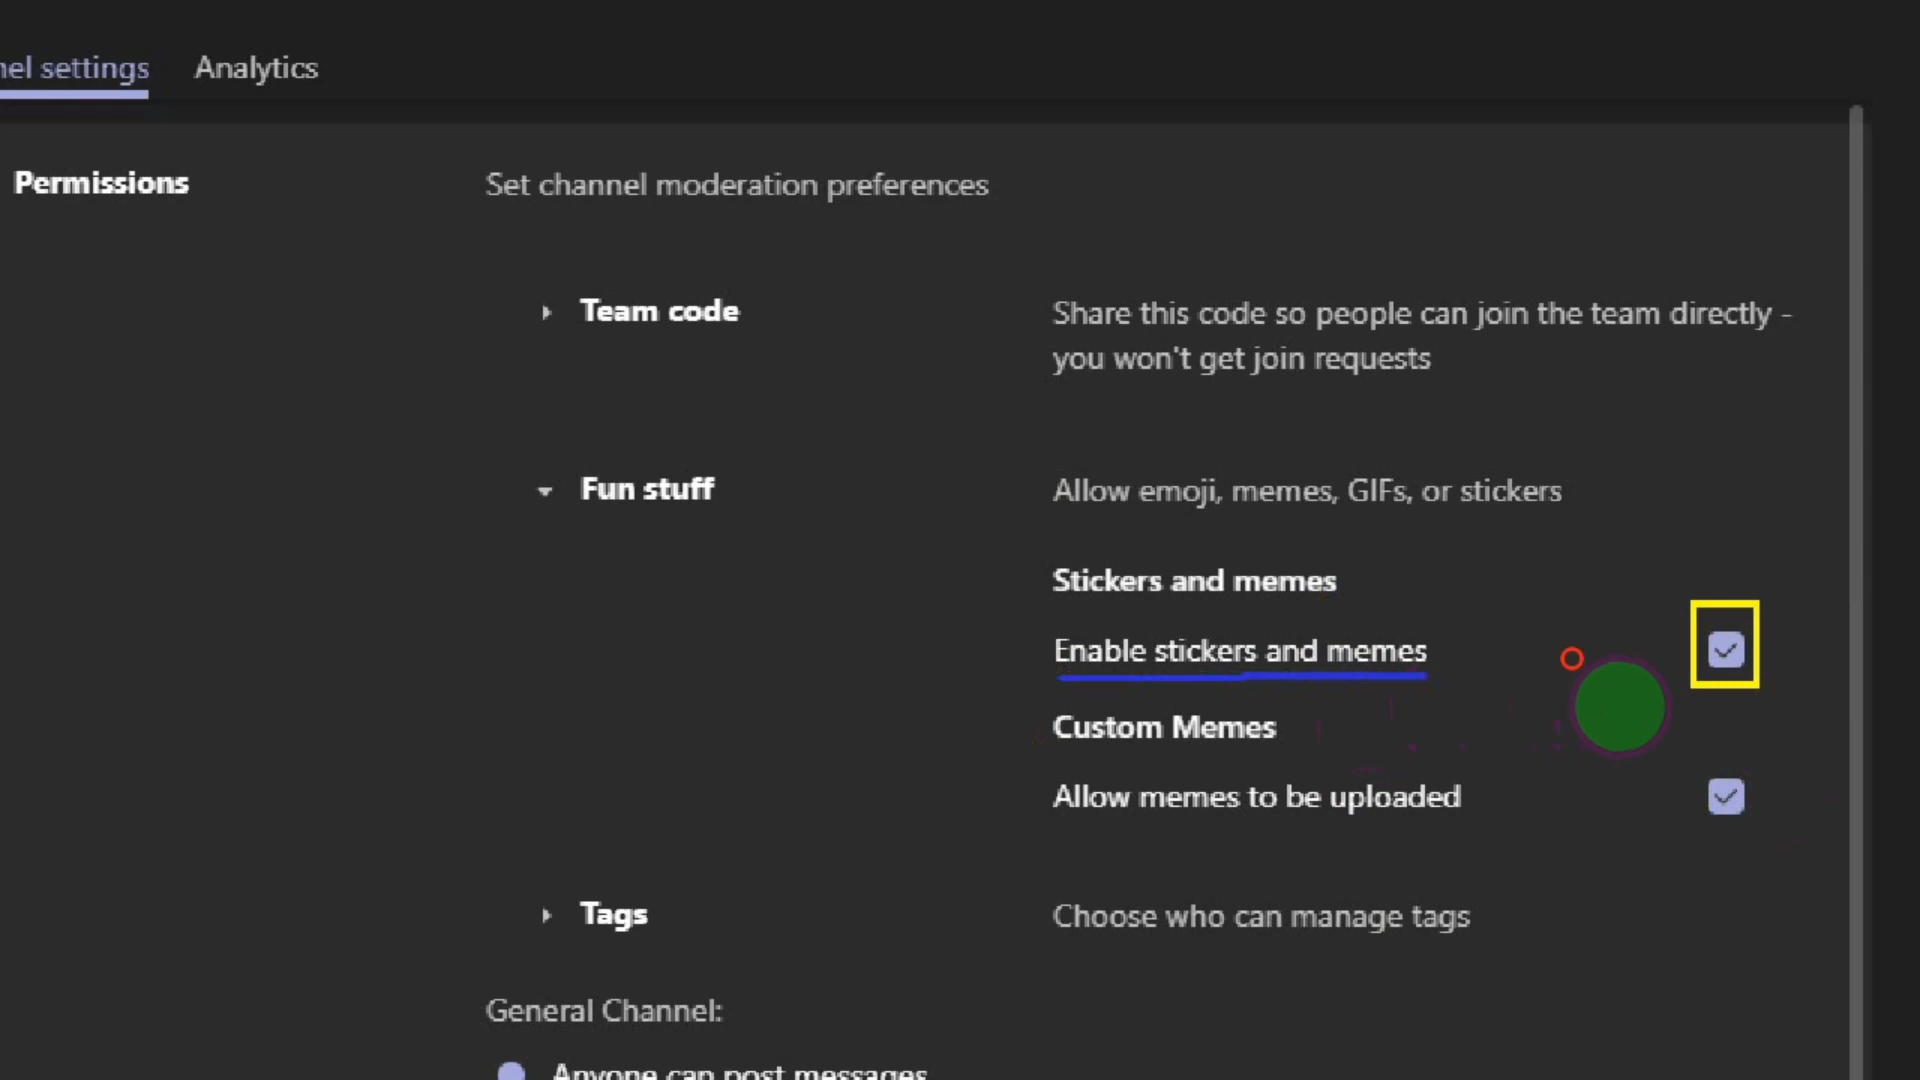 nel settings Analytics
Permissions Set channel moderation preferences
Team code Share this code so people can join the team directly -
you won't get join requests
Fun stuff Allow emoji, memes, GIFs, or stickers
Stickers and memes
Enable stickers and memes
Custom Memes
Allow memes to be uploaded
Tags Choose who can manage tags
General Channel:
Anyone can post messages